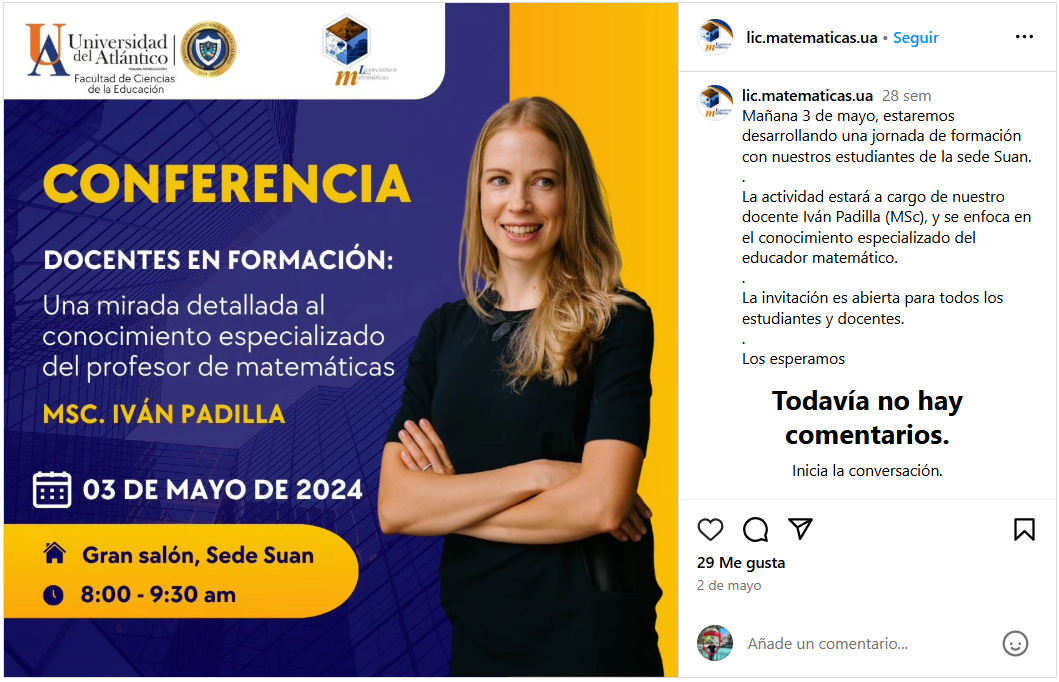 Universidad
del Atlántico
Facultad de Ciencias
de la Educación
Licenciatura
en
Matemáticas
CONFERENCIA
DOCENTES EN FORMACIÓN:
Una mirada detallada al
conocimiento especializado
del profesor de matemáticas
MSC. IVÁN PADILLA
03 DE MAYO DE 2024
Gran salón, Sede Suan
8:00 - 9:30 am
lic.matematicas.ua • Seguir
lic.matematicas.ua 28 sem
Mañana 3 de mayo, estaremos
desarrollando una jornada de formación
con nuestros estudiantes de la sede Suan.
.
La actividad estará a cargo de nuestro
docente Iván Padilla (MSc), y se enfoca en
el conocimiento especializado del
educador matemático.
.
La invitación es abierta para todos los
estudiantes y docentes.
.
Los esperamos
Todavía no hay
comentarios.
Inicia la conversación.
29 Me gusta
2 de mayo
Añade un comentario...